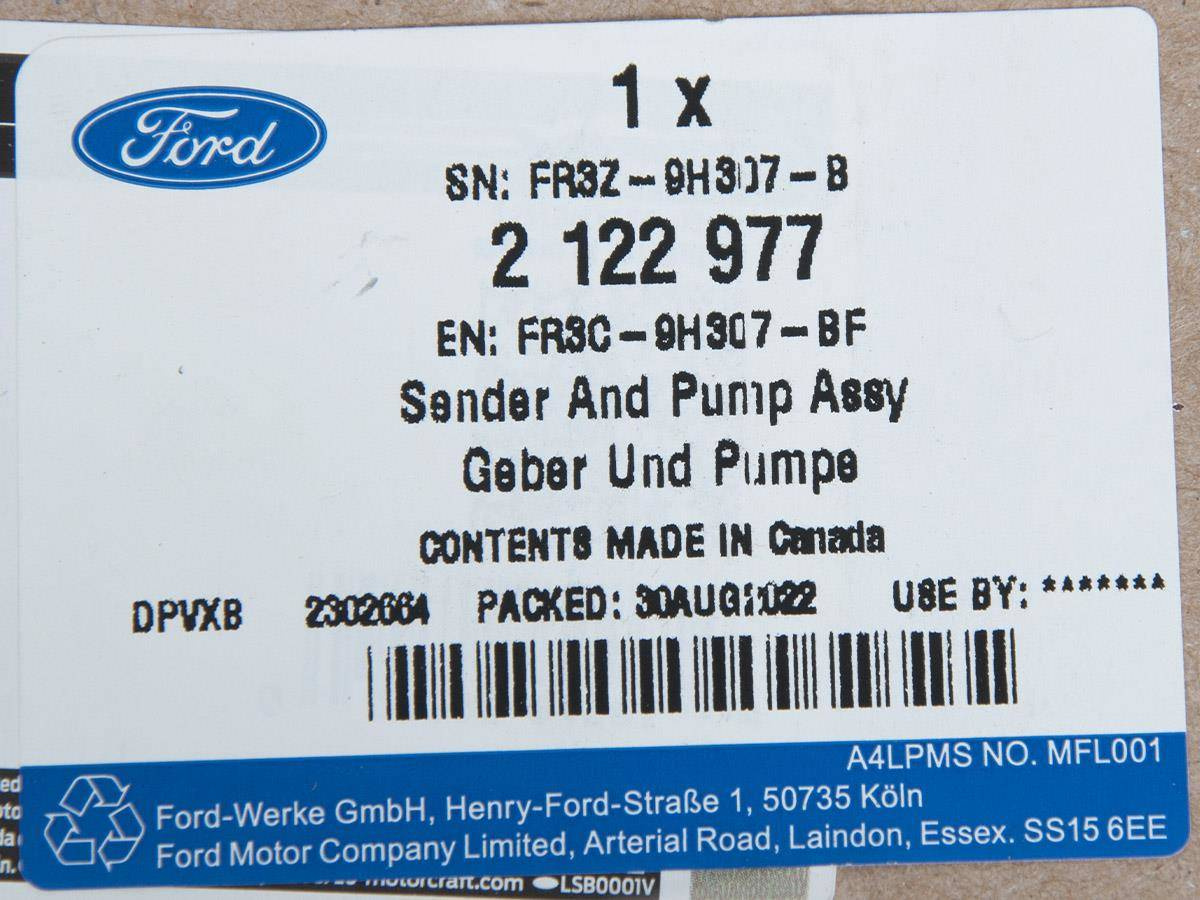 Ford
1 x
SN: FR3Z-9H307-B
2 122 977
EN: FR3C-9H307-BF
Sender And Pump Assy
Geber Und Pumpe
CONTENTS MADE IN Canada
DPVXB 2302664 PACKED: 30AUG2022 USE BY: *******
A4LPMS NO. MFL001
Ford-Werke GmbH, Henry-Ford-Straße 1, 50735 Köln
Ford Motor Company Limited, Arterial Road, Laindon, Essex. SS15 6EE
motorcraft.com LSB0001V